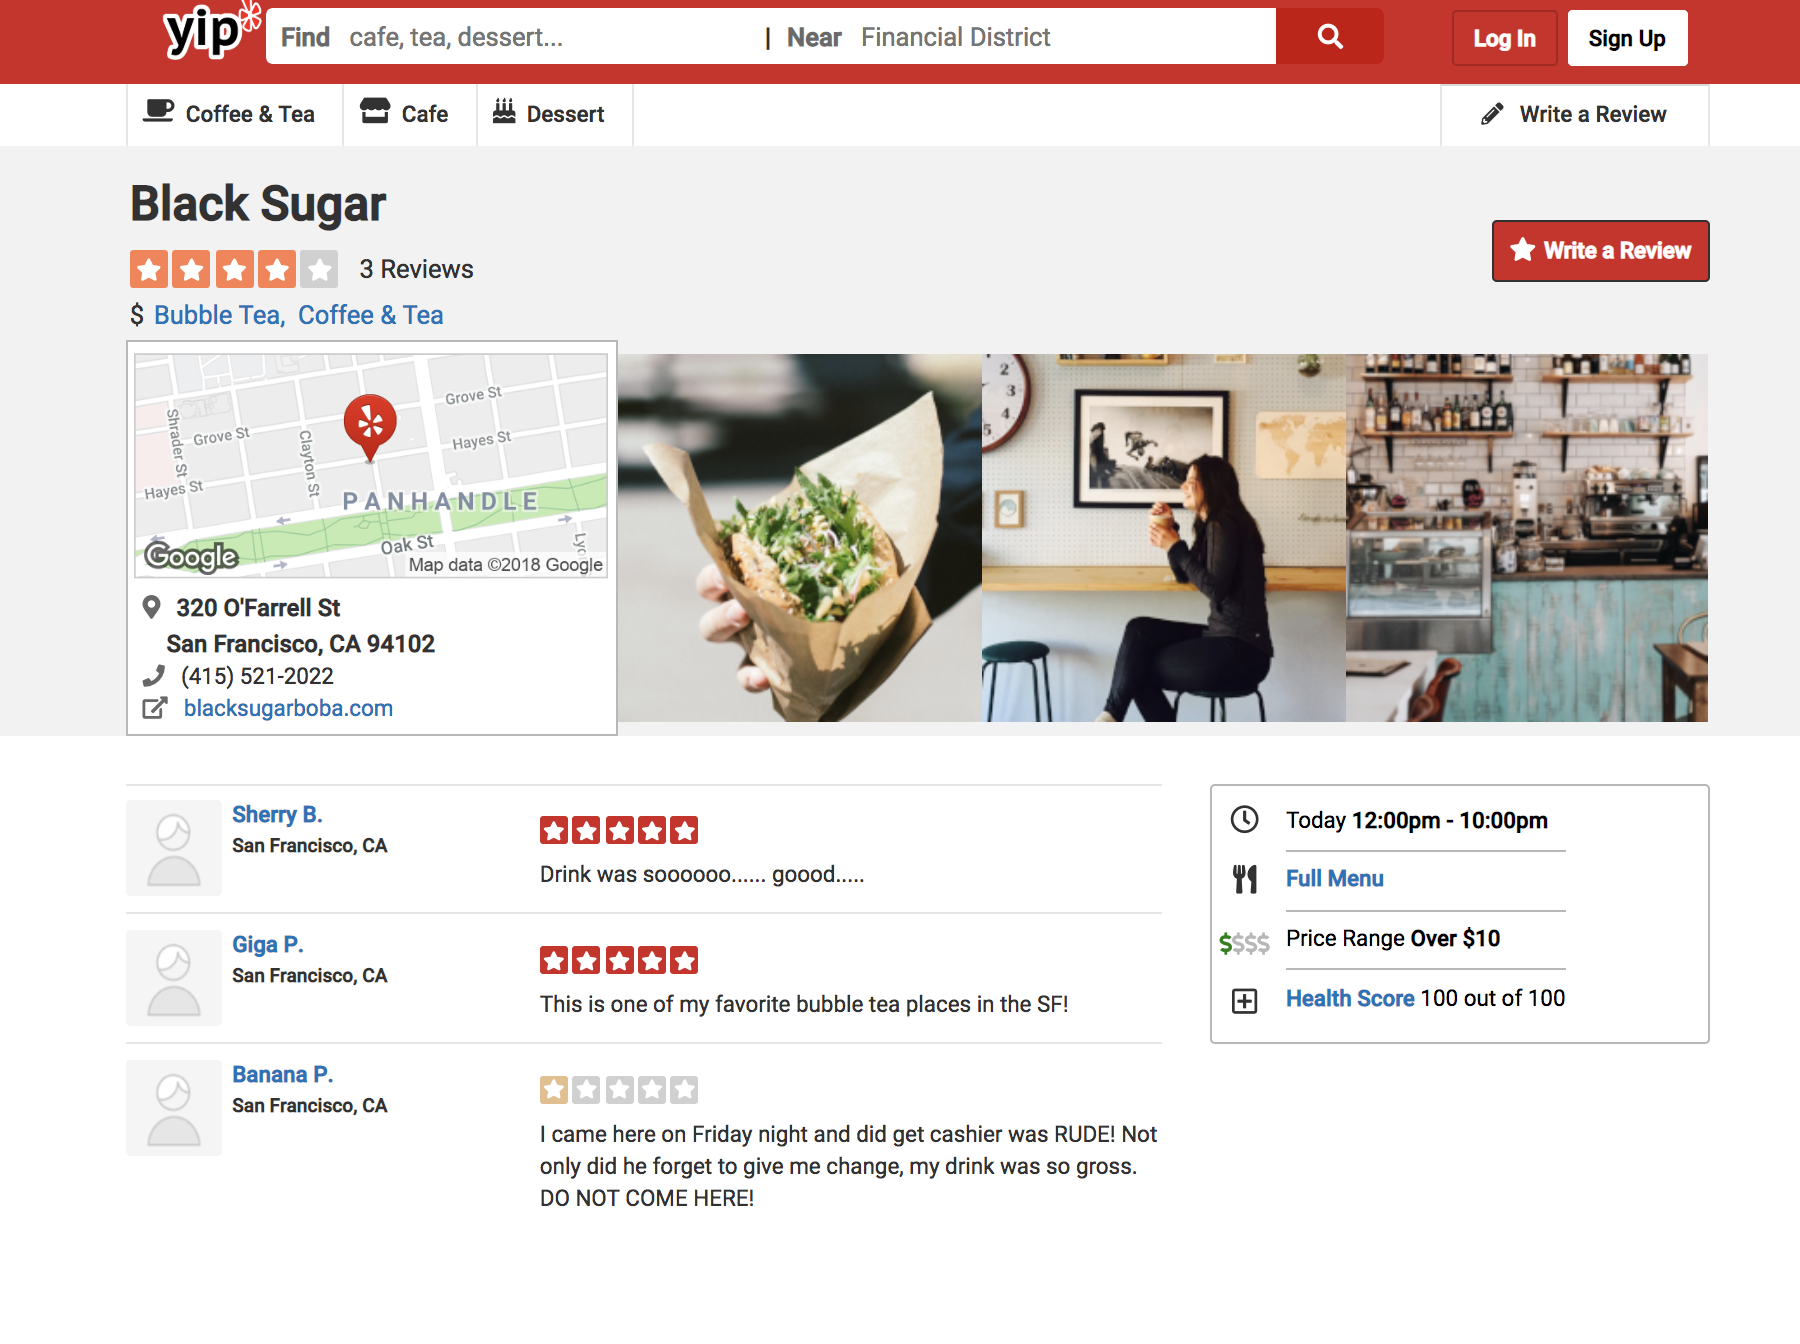 yip
Find cafe, tea, dessert... | Near Financial District
Log In
Sign Up
Coffee & Tea
Cafe
Dessert
Write a Review
Black Sugar
3 Reviews
Write a Review
$ Bubble Tea, Coffee & Tea
Grove St
Shrader St
Grove St
Clayton St
Hayes St
Hayes St
PANHANDLE
Oak St
Google
Map data ©2018 Google
2
3
4
5
320 O'Farrell St
San Francisco, CA 94102
(415) 521-2022
blacksugarboba.com
Sherry B.
San Francisco, CA
Drink was soooooo...... goood.....
Giga P.
San Francisco, CA
This is one of my favorite bubble tea places in the SF!
Banana P.
San Francisco, CA
I came here on Friday night and did get cashier was RUDE! Not
only did he forget to give me change, my drink was so gross.
DO NOT COME HERE!
Today 12:00pm - 10:00pm
Full Menu
$$$$ Price Range Over $10
Health Score 100 out of 100